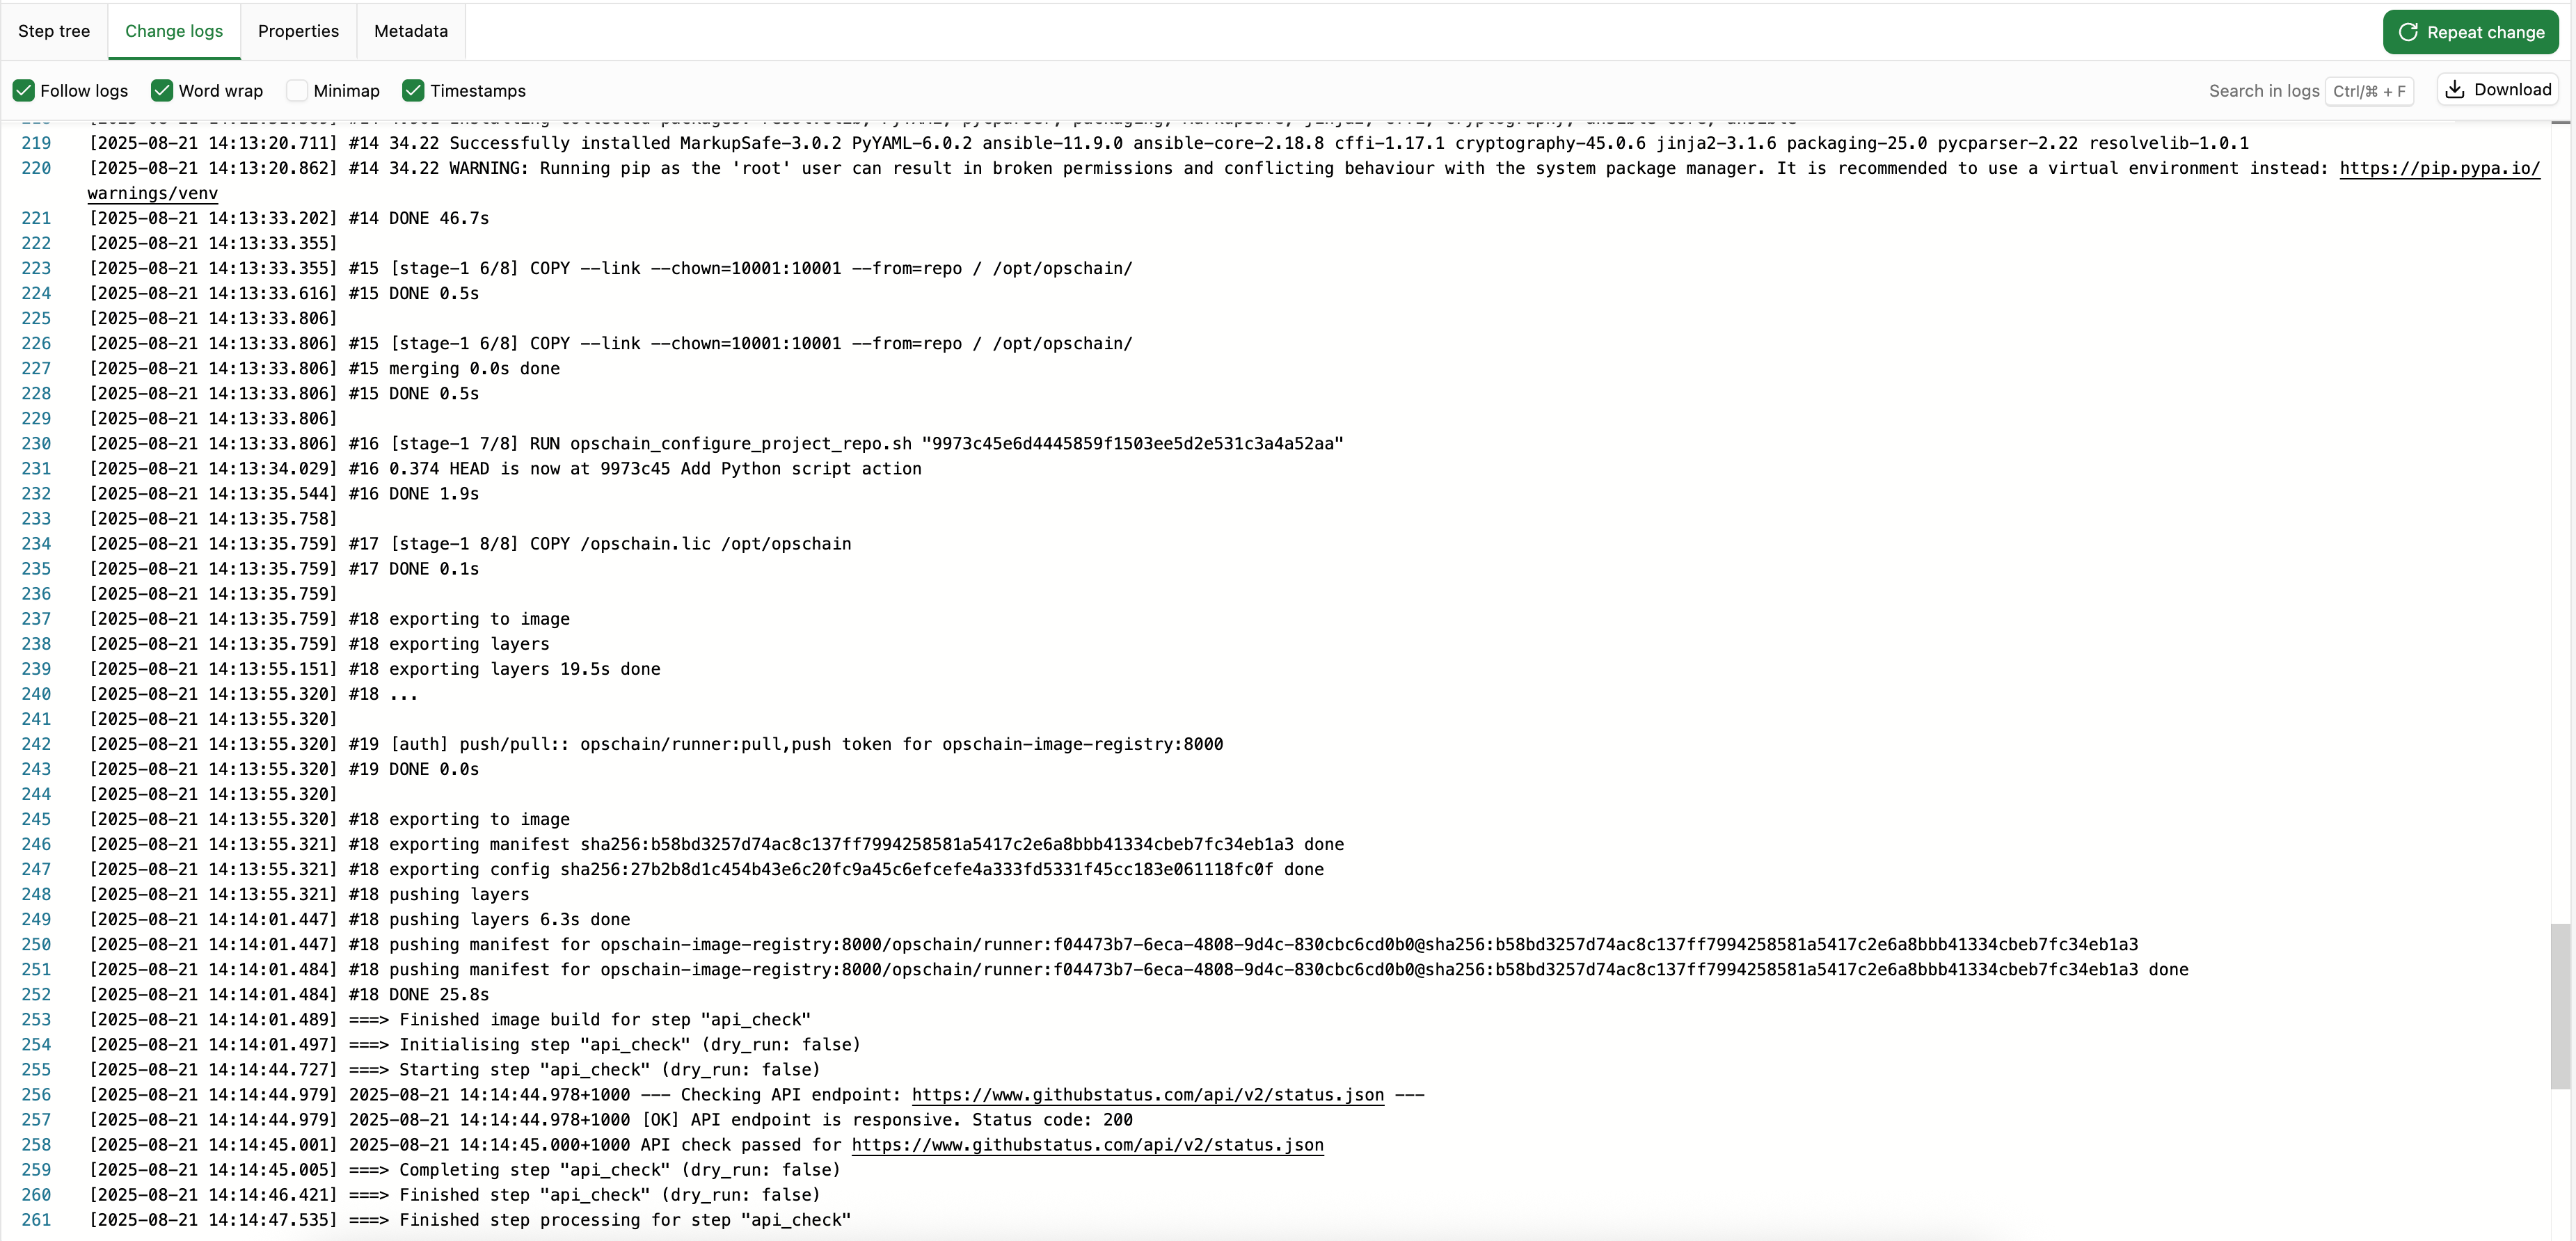 Step tree Change logs Properties Metadata Repeat change
Follow logs Word wrap Minimap Timestamps Search in logs Ctrl/⌘ + F Download
219 [2025-08-21 14:13:20.711] #14 34.22 Successfully installed MarkupSafe-3.0.2 PyYAML-6.0.2 ansible-11.9.0 ansible-core-2.18.8 cffi-1.17.1 cryptography-45.0.6 jinja2-3.1.6 packaging-25.0 pycparser-2.22 resolvelib-1.0.1
220 [2025-08-21 14:13:20.862] #14 34.22 WARNING: Running pip as the 'root' user can result in broken permissions and conflicting behaviour with the system package manager. It is recommended to use a virtual environment instead: https://pip.pypa.io/
warnings/venv
221 [2025-08-21 14:13:33.202] #14 DONE 46.7s
222 [2025-08-21 14:13:33.355]
223 [2025-08-21 14:13:33.355] #15 [stage-1 6/8] COPY --link --chown=10001:10001 --from=repo / /opt/opschain/
224 [2025-08-21 14:13:33.616] #15 DONE 0.5s
225 [2025-08-21 14:13:33.806]
226 [2025-08-21 14:13:33.806] #15 [stage-1 6/8] COPY --link --chown=10001:10001 --from=repo / /opt/opschain/
227 [2025-08-21 14:13:33.806] #15 merging 0.0s done
228 [2025-08-21 14:13:33.806] #15 DONE 0.5s
229 [2025-08-21 14:13:33.806]
230 [2025-08-21 14:13:33.806] #16 [stage-1 7/8] RUN opschain_configure_project_repo.sh "9973c45e6d4445859f1503ee5d2e531c3a4a52aa"
231 [2025-08-21 14:13:34.029] #16 0.374 HEAD is now at 9973c45 Add Python script action
232 [2025-08-21 14:13:35.544] #16 DONE 1.9s
233 [2025-08-21 14:13:35.758]
234 [2025-08-21 14:13:35.759] #17 [stage-1 8/8] COPY /opschain.lic /opt/opschain
235 [2025-08-21 14:13:35.759] #17 DONE 0.1s
236 [2025-08-21 14:13:35.759]
237 [2025-08-21 14:13:35.759] #18 exporting to image
238 [2025-08-21 14:13:35.759] #18 exporting layers
239 [2025-08-21 14:13:55.151] #18 exporting layers 19.5s done
240 [2025-08-21 14:13:55.320] #18 ...
241 [2025-08-21 14:13:55.320]
242 [2025-08-21 14:13:55.320] #19 [auth] push/pull:: opschain/runner:pull,push token for opschain-image-registry:8000
243 [2025-08-21 14:13:55.320] #19 DONE 0.0s
244 [2025-08-21 14:13:55.320]
245 [2025-08-21 14:13:55.320] #18 exporting to image
246 [2025-08-21 14:13:55.321] #18 exporting manifest sha256:b58bd3257d74ac8c137ff7994258581a5417c2e6a8bbb41334cbeb7fc34eb1a3 done
247 [2025-08-21 14:13:55.321] #18 exporting config sha256:27b2b8d1c454b43e6c20fc9a45c6efcefe4a333fd5331f45cc183e061118fc0f done
248 [2025-08-21 14:13:55.321] #18 pushing layers
249 [2025-08-21 14:14:01.447] #18 pushing layers 6.3s done
250 [2025-08-21 14:14:01.447] #18 pushing manifest for opschain-image-registry:8000/opschain/runner:f04473b7-6eca-4808-9d4c-830cbc6cd0b0@sha256:b58bd3257d74ac8c137ff7994258581a5417c2e6a8bbb41334cbeb7fc34eb1a3
251 [2025-08-21 14:14:01.484] #18 pushing manifest for opschain-image-registry:8000/opschain/runner:f04473b7-6eca-4808-9d4c-830cbc6cd0b0@sha256:b58bd3257d74ac8c137ff7994258581a5417c2e6a8bbb41334cbeb7fc34eb1a3 done
252 [2025-08-21 14:14:01.484] #18 DONE 25.8s
253 [2025-08-21 14:14:01.489] ===> Finished image build for step "api_check"
254 [2025-08-21 14:14:01.497] ===> Initialising step "api_check" (dry_run: false)
255 [2025-08-21 14:14:44.727] ===> Starting step "api_check" (dry_run: false)
256 [2025-08-21 14:14:44.979] 2025-08-21 14:14:44.978+1000 --- Checking API endpoint: https://www.githubstatus.com/api/v2/status.json ---
257 [2025-08-21 14:14:44.979] 2025-08-21 14:14:44.978+1000 [OK] API endpoint is responsive. Status code: 200
258 [2025-08-21 14:14:45.001] 2025-08-21 14:14:45.000+1000 API check passed for https://www.githubstatus.com/api/v2/status.json
259 [2025-08-21 14:14:45.005] ===> Completing step "api_check" (dry_run: false)
260 [2025-08-21 14:14:46.421] ===> Finished step "api_check" (dry_run: false)
261 [2025-08-21 14:14:47.535] ===> Finished step processing for step "api_check"